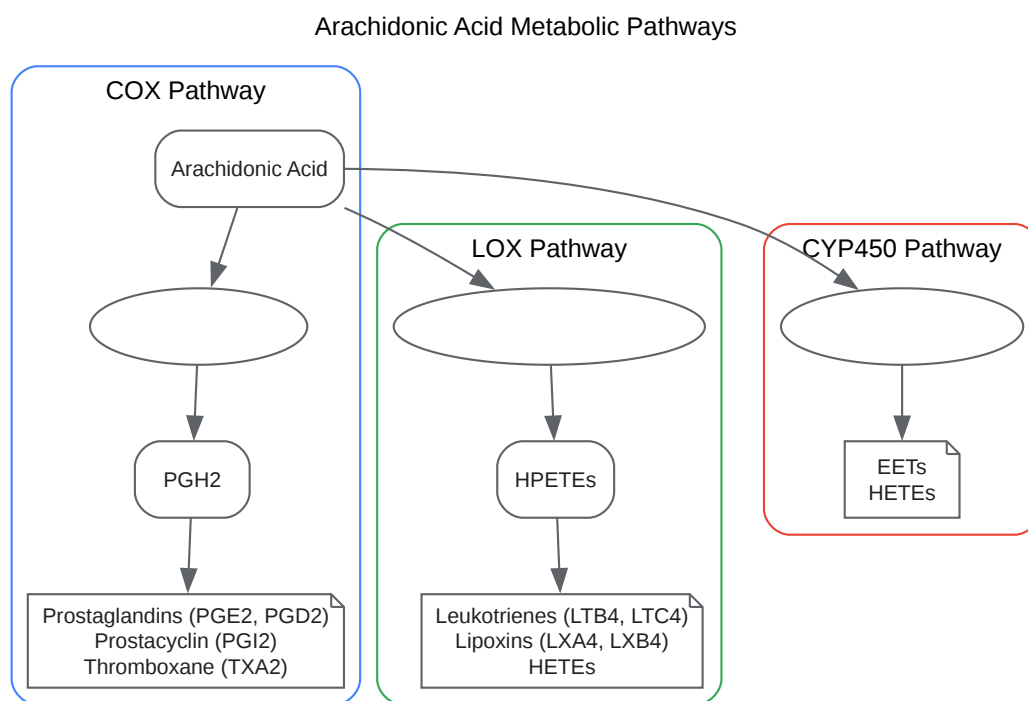 Arachidonic Acid Metabolic Pathways
COX Pathway
Arachidonic Acid
LOX Pathway
CYP450 Pathway
PGH2
HPETEs
EETs
HETEs
Prostaglandins (PGE2, PGD2)
Prostacyclin (PGI2)
Thromboxane (TXA2)
Leukotrienes (LTB4, LTC4)
Lipoxins (LXA4, LXB4)
HETEs